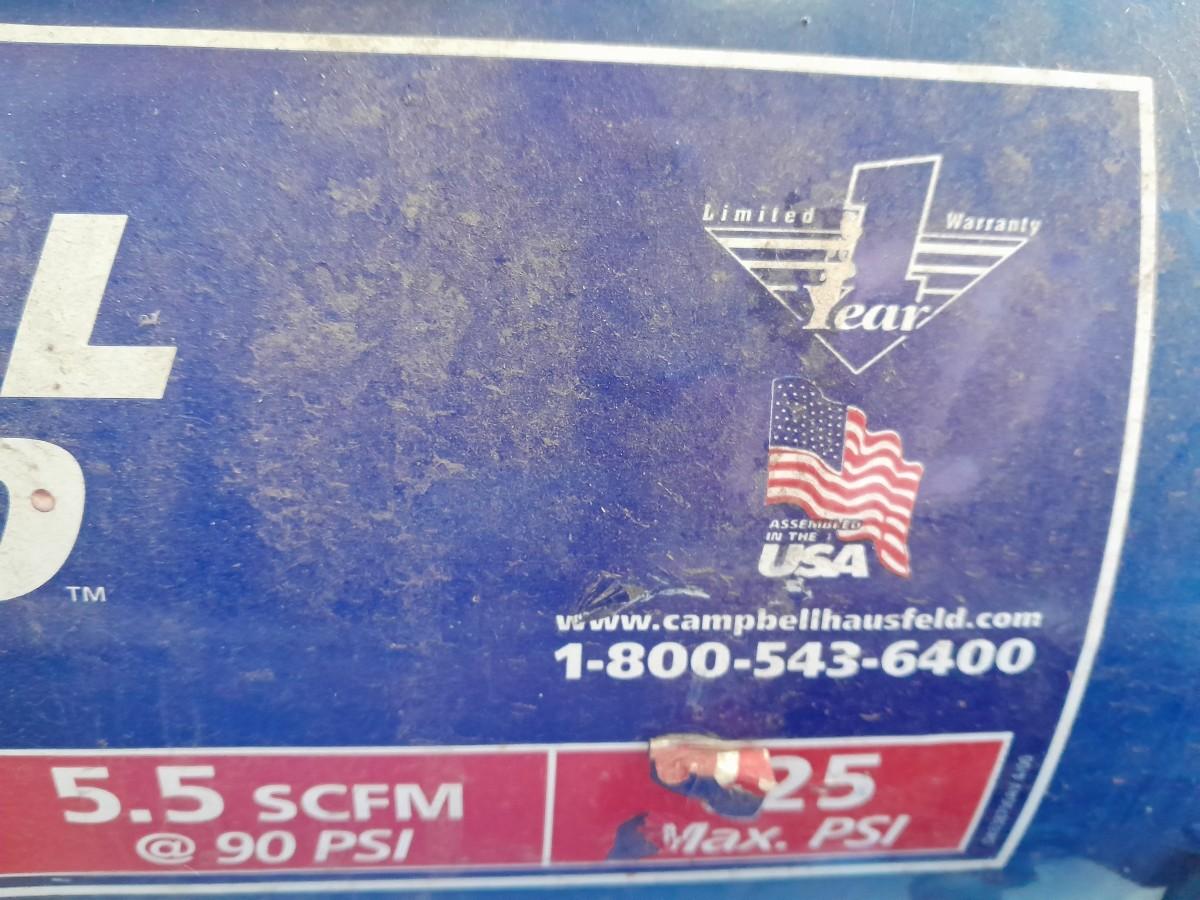 L
TM
Limited Warranty
1
Year
ASSEMBLED
IN THE
USA
www.campbellhausfeld.com
1-800-543-6400
5.5 SCFM
@ 90 PSI
25
Max. PSI